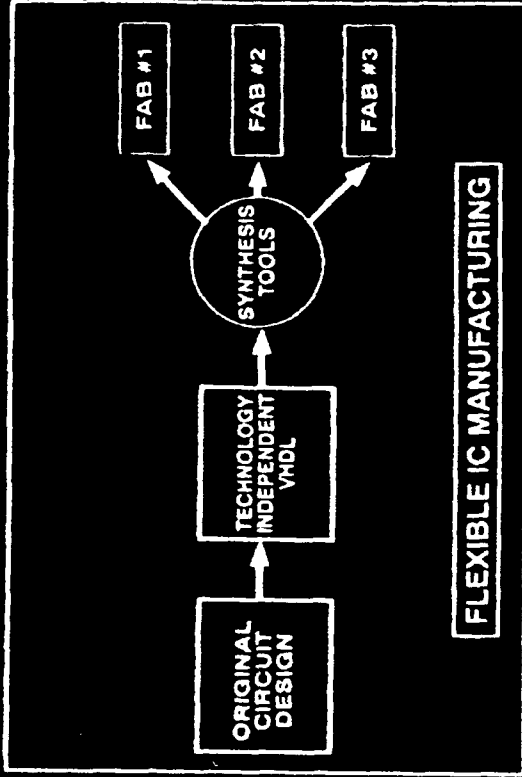 ORIGINAL
CIRCUIT
DESIGN
TECHNOLOGY
INDEPENDENT
VHDL
SYNTHESIS
TOOLS
FAB #1
FAB #2
FAB #3
FLEXIBLE IC MANUFACTURING